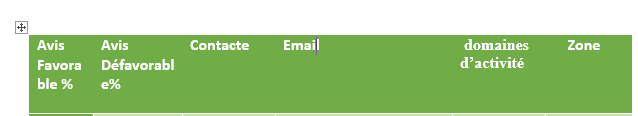 Avis Favora ble %
Avis Défavorabl e%
Contacte
Email
domaines d'activité
Zone